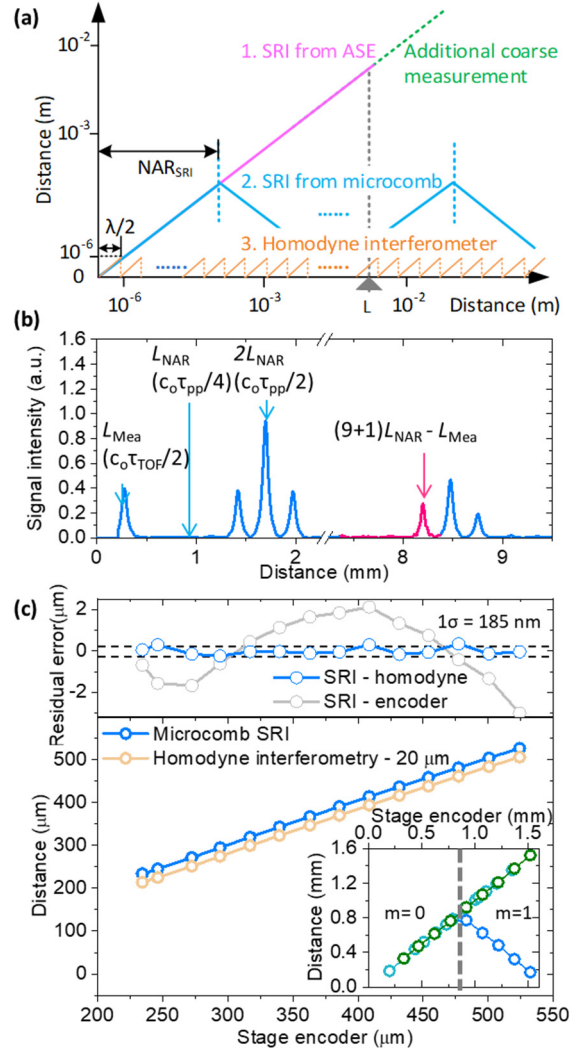 (a)
10⁻²
1. SRI from ASE
Additional coarse
measurement
Distance (m)
10⁻³
NAR_SRI
2. SRI from microcomb
λ/2
10⁻⁶
3. Homodyne interferometer
0
10⁻⁶
10⁻³
L
10⁻²
Distance (m)
(b)
Signal intensity (a.u.)
1.6
1.4
1.2
1.0
0.8
0.6
0.4
0.2
0.0
L_NAR
2L_NAR
(c₀τ_pp/4)
(c₀τ_pp/2)
L_Mea
(c₀τ_TOF/2)
(9+1)L_NAR - L_Mea
0
1
2
8
9
Distance (mm)
(c)
Residual error(μm)
2
0
-2
1σ = 185 nm
SRI - homodyne
SRI - encoder
Microcomb SRI
Homodyne interferometry - 20 μm
Distance (μm)
500
400
300
200
100
0
Stage encoder (mm)
0.0 0.5 1.0 1.5
Distance (mm)
1.6
1.2
0.8
0.4
m= 0
m=1
200 250 300 350 400 450 500 550
Stage encoder (μm)